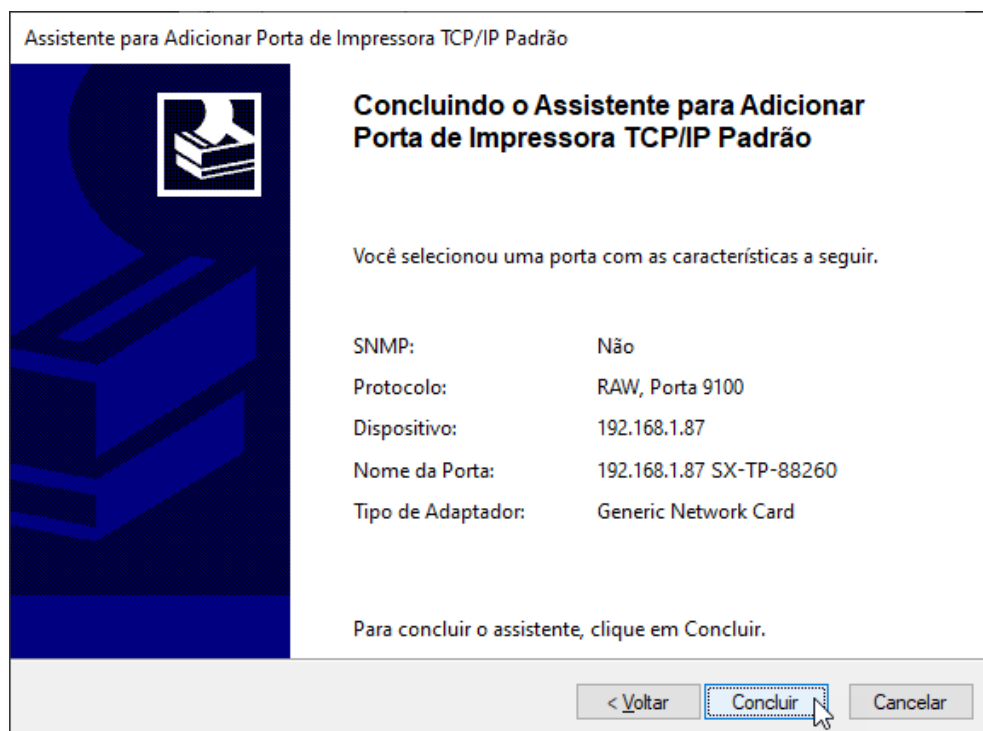 Assistente para Adicionar Porta de Impressora TCP/IP Padrão
Concluindo o Assistente para Adicionar
Porta de Impressora TCP/IP Padrão
Você selecionou uma porta com as características a seguir.
SNMP: Não
Protocolo: RAW, Porta 9100
Dispositivo: 192.168.1.87
Nome da Porta: 192.168.1.87 SX-TP-88260
Tipo de Adaptador: Generic Network Card
Para concluir o assistente, clique em Concluir.
< Voltar Concluir Cancelar